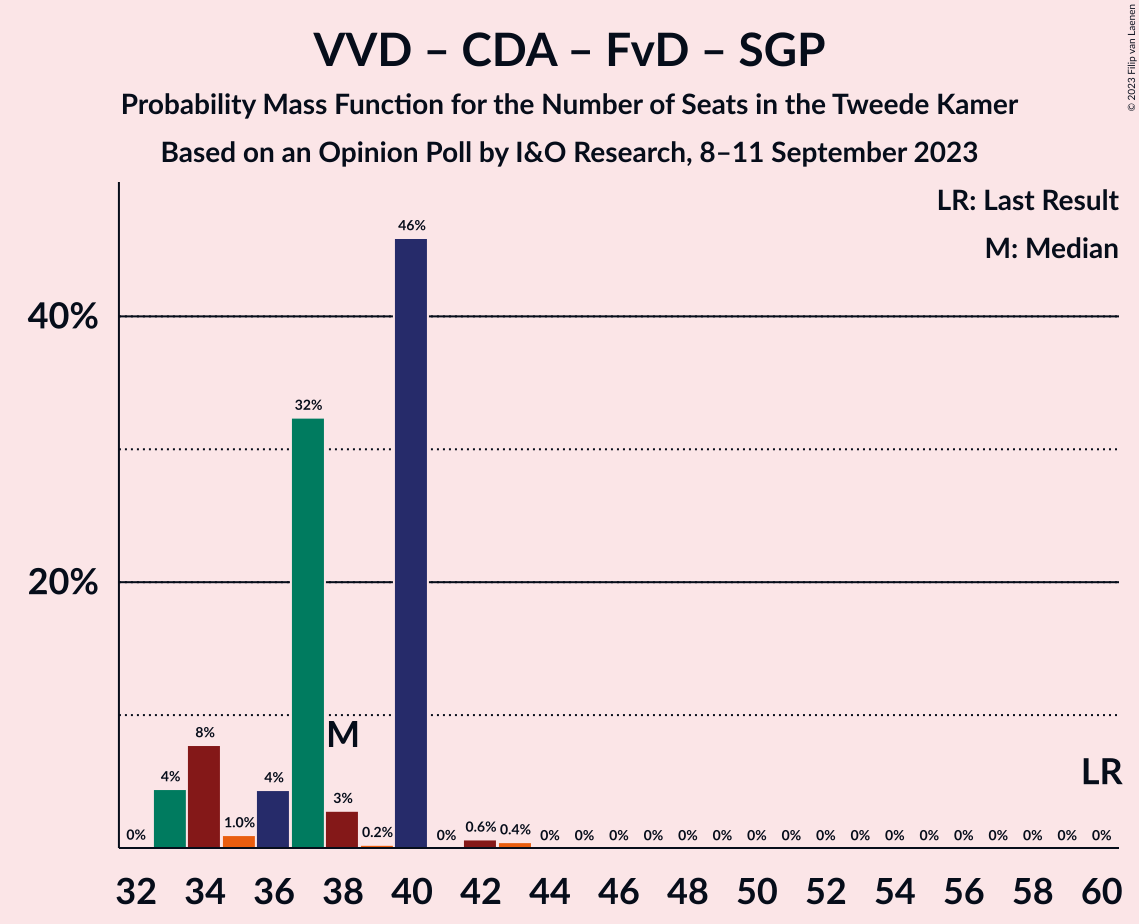 VVD – CDA – FvD – SGP
Probability Mass Function for the Number of Seats in the Tweede Kamer
Based on an Opinion Poll by I&O Research, 8–11 September 2023
© 2023 Filip van Laenen
LR: Last Result
M: Median
40%
20%
0% 4% 8% 1.0% 4% 32% 3% 0.2% 46% 0% 0.6% 0.4% 0% 0% 0% 0% 0% 0% 0% 0% 0% 0% 0% 0% 0% 0% 0% 0% 0%
M
LR
32 34 36 38 40 42 44 46 48 50 52 54 56 58 60